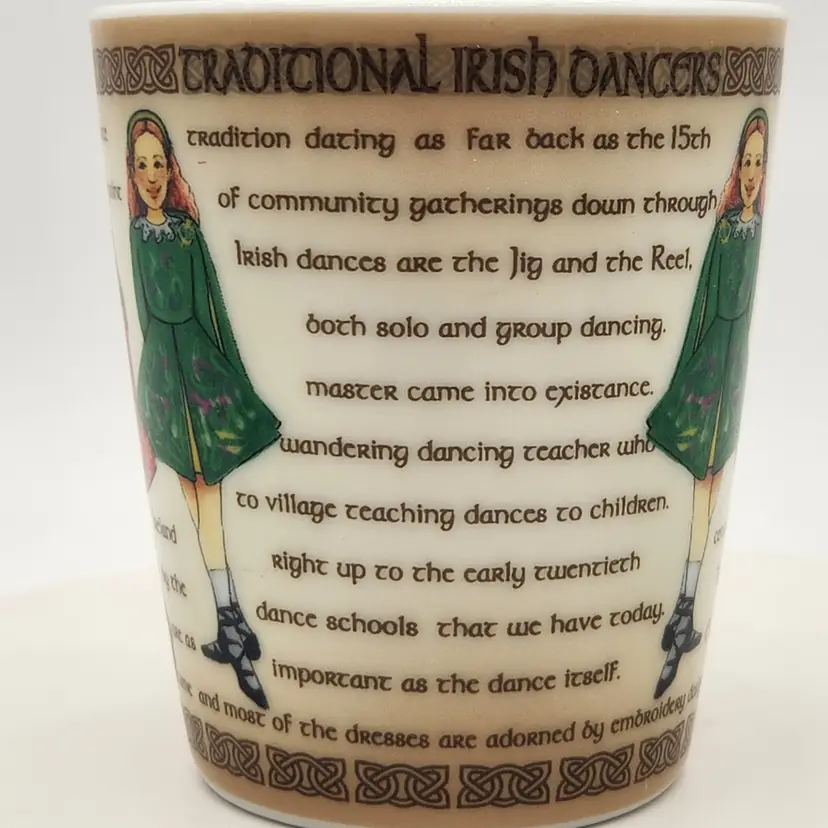 TRADITIONAL IRISH DANCERS
tradition dating as far back as the 15th
of community gatherings down through
Irish dances are the Jig and the Reel,
both solo and group dancing.
master came into existance.
wandering dancing teacher who
to village teaching dances to children.
right up to the early twentieth
dance schools that we have today.
important as the dance itself.
and most of the dresses are adorned by embroidery